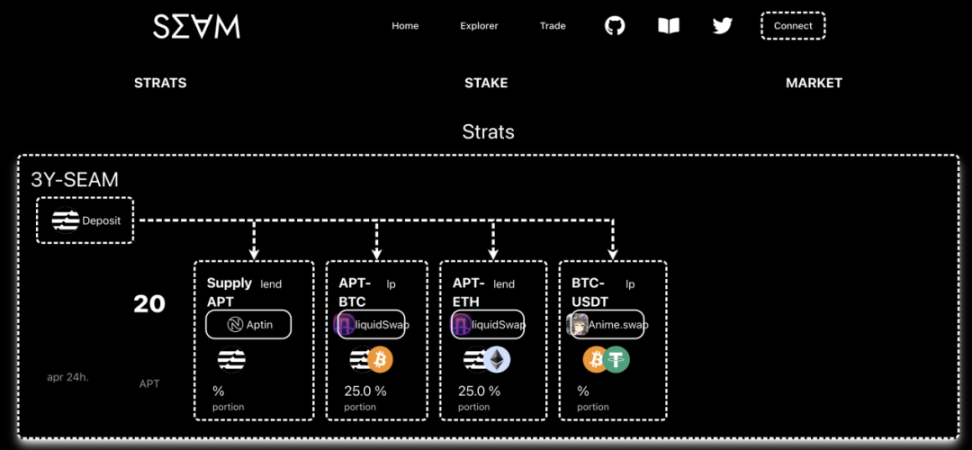 SΣ∀M
Home Explorer Trade Connect
STRATS STAKE MARKET
Strats
3Y-SEAM
Deposit
Supply lend
APT
Aptin
%
portion
APT- lp
BTC
liquidSwap
25.0 %
portion
APT- lend
ETH
liquidSwap
25.0 %
portion
BTC- lp
USDT
Anime.swap
%
portion
20
apr 24h. APT